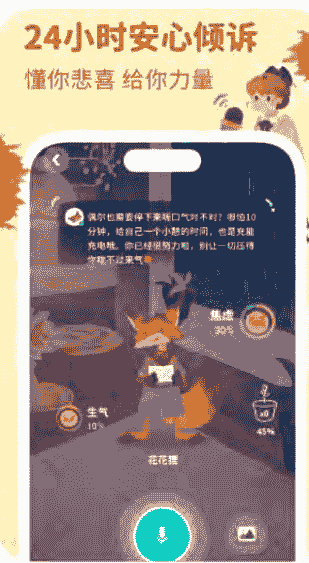 24小时安心倾诉
懂你悲喜 给你力量
偶尔也需要停下来喘口气对不对？哪怕10
分钟，给自己一个小憩的时间，也是充能
充电哦。你已经很努力啦，别让一切压得
你喘不过来气
焦虑
30%
生气
10%
x0
45%
花花狸